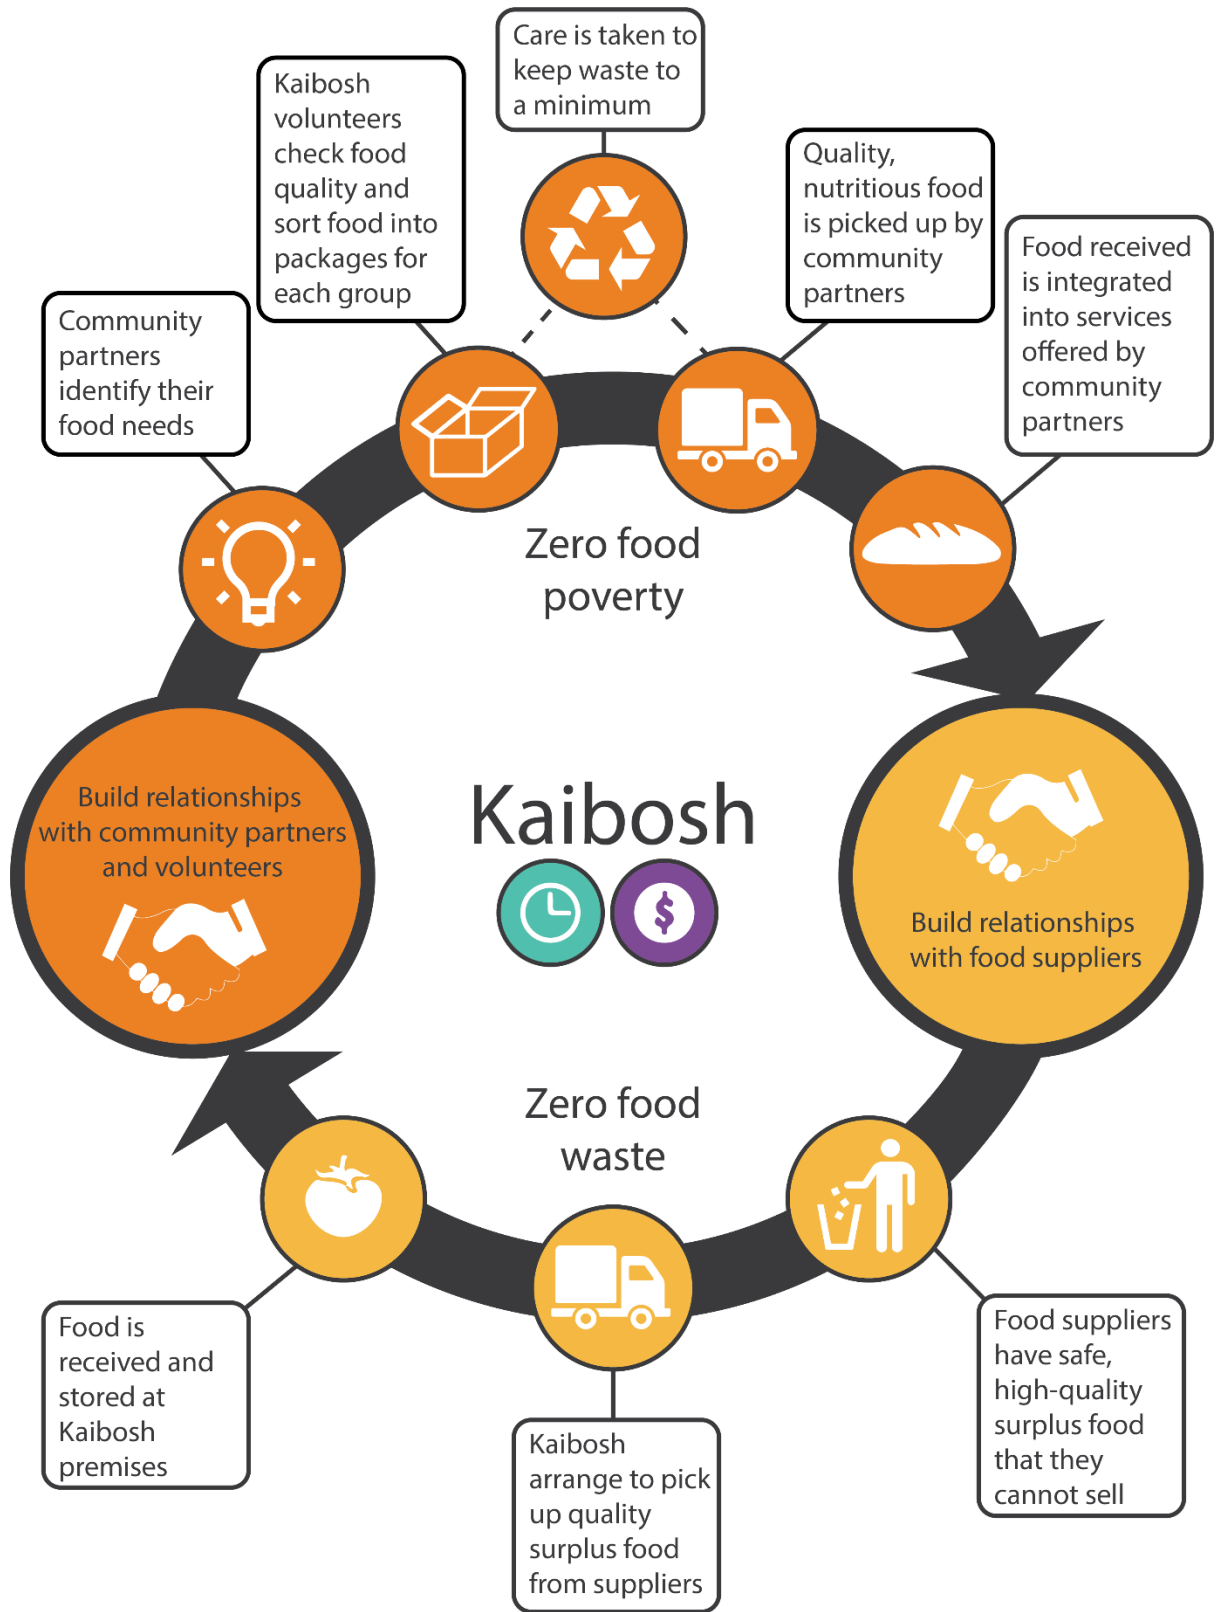 Care is taken to
keep waste to
a minimum
Kaibosh
volunteers
check food
quality and
sort food into
packages for
each group
Quality,
nutritious food
is picked up by
community
partners
Food received
is integrated
into services
offered by
community
partners
Community
partners
identify their
food needs
Zero food
poverty
Build relationships
with community partners
and volunteers
Kaibosh
$
Build relationships
with food suppliers
Zero food
waste
Food is
received and
stored at
Kaibosh
premises
Kaibosh
arrange to pick
up quality
surplus food
from suppliers
Food suppliers
have safe,
high-quality
surplus food
that they
cannot sell